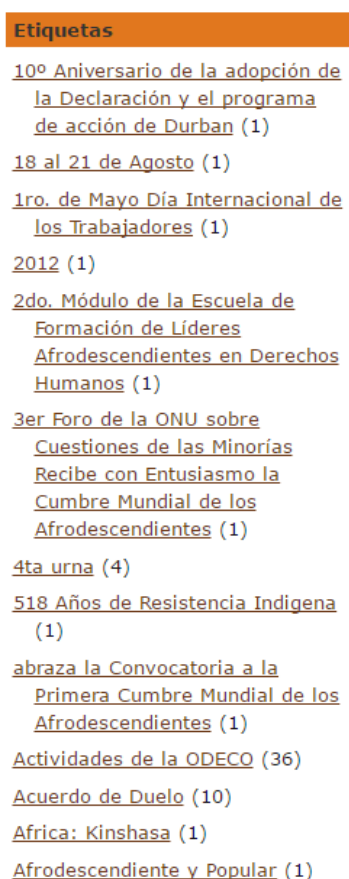 Etiquetas
10º Aniversario de la adopción de
la Declaración y el programa
de acción de Durban (1)
18 al 21 de Agosto (1)
1ro. de Mayo Día Internacional de
los Trabajadores (1)
2012 (1)
2do. Módulo de la Escuela de
Formación de Líderes
Afrodescendientes en Derechos
Humanos (1)
3er Foro de la ONU sobre
Cuestiones de las Minorías
Recibe con Entusiasmo la
Cumbre Mundial de los
Afrodescendientes (1)
4ta urna (4)
518 Años de Resistencia Indigena
(1)
abraza la Convocatoria a la
Primera Cumbre Mundial de los
Afrodescendientes (1)
Actividades de la ODECO (36)
Acuerdo de Duelo (10)
Africa: Kinshasa (1)
Afrodescendiente y Popular (1)